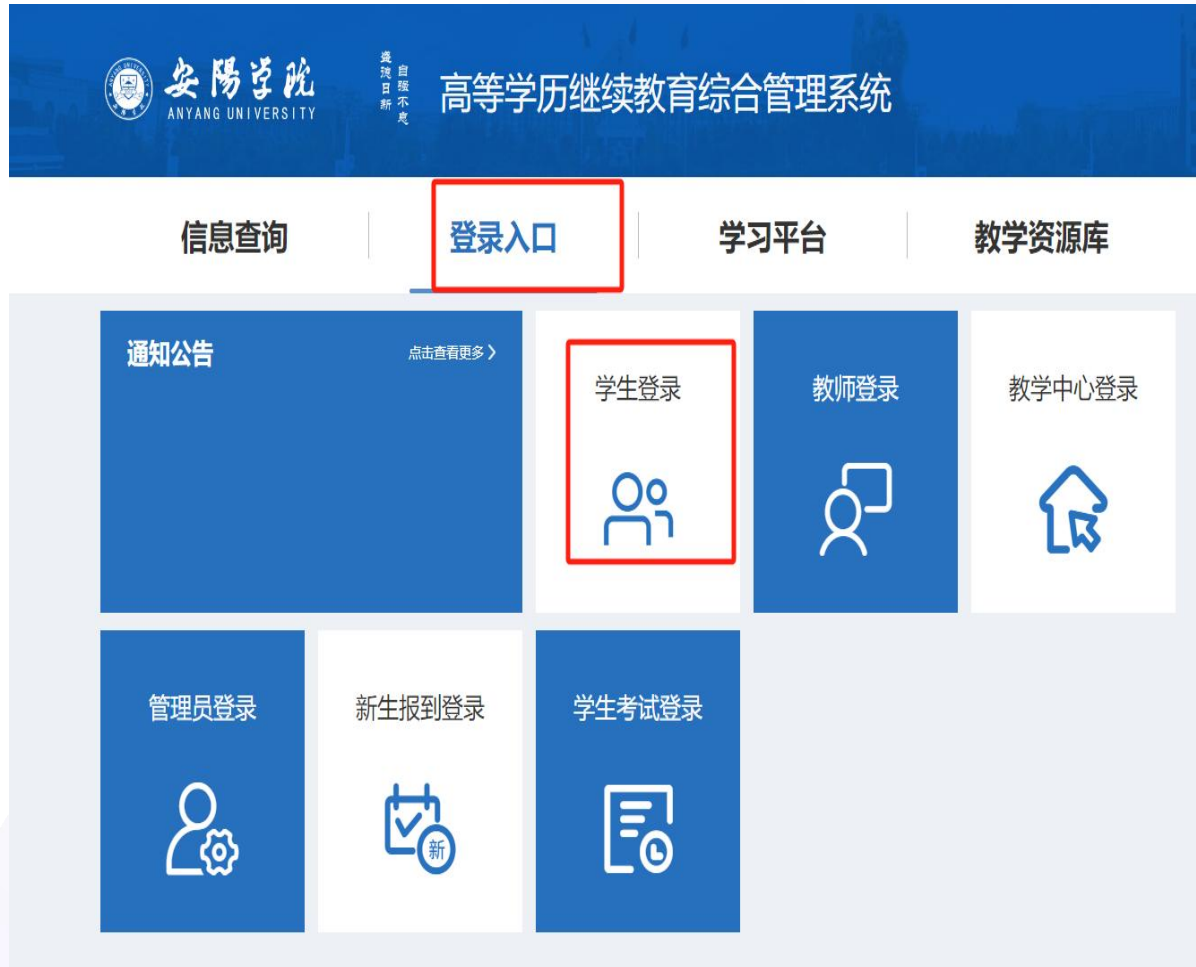 安陽学院
ANYANG UNIVERSITY
自强不息
盛德日新
高等学历继续教育综合管理系统
信息查询
登录入口
学习平台
教学资源库
通知公告
点击查看更多
学生登录
教师登录
教学中心登录
管理员登录
新生报到登录
新
学生考试登录